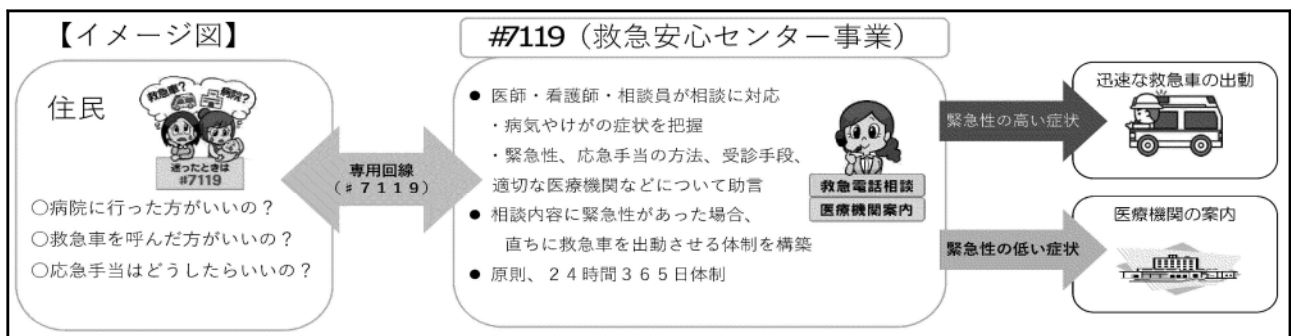 【イメージ図】
住民
救急車?
病院?
迷ったときは
#7119
○病院に行った方がいいの？
○救急車を呼んだ方がいいの？
○応急手当はどうしたらいいの？
専用回線
（♯７１１９）
#7119（救急安心センター事業）
● 医師・看護師・相談員が相談に対応
・病気やけがの症状を把握
・緊急性、応急手当の方法、受診手段、
適切な医療機関などについて助言
● 相談内容に緊急性があった場合、
直ちに救急車を出動させる体制を構築
● 原則、２４時間３６５日体制
救急電話相談
医療機関案内
緊急性の高い症状
迅速な救急車の出動
緊急性の低い症状
医療機関の案内